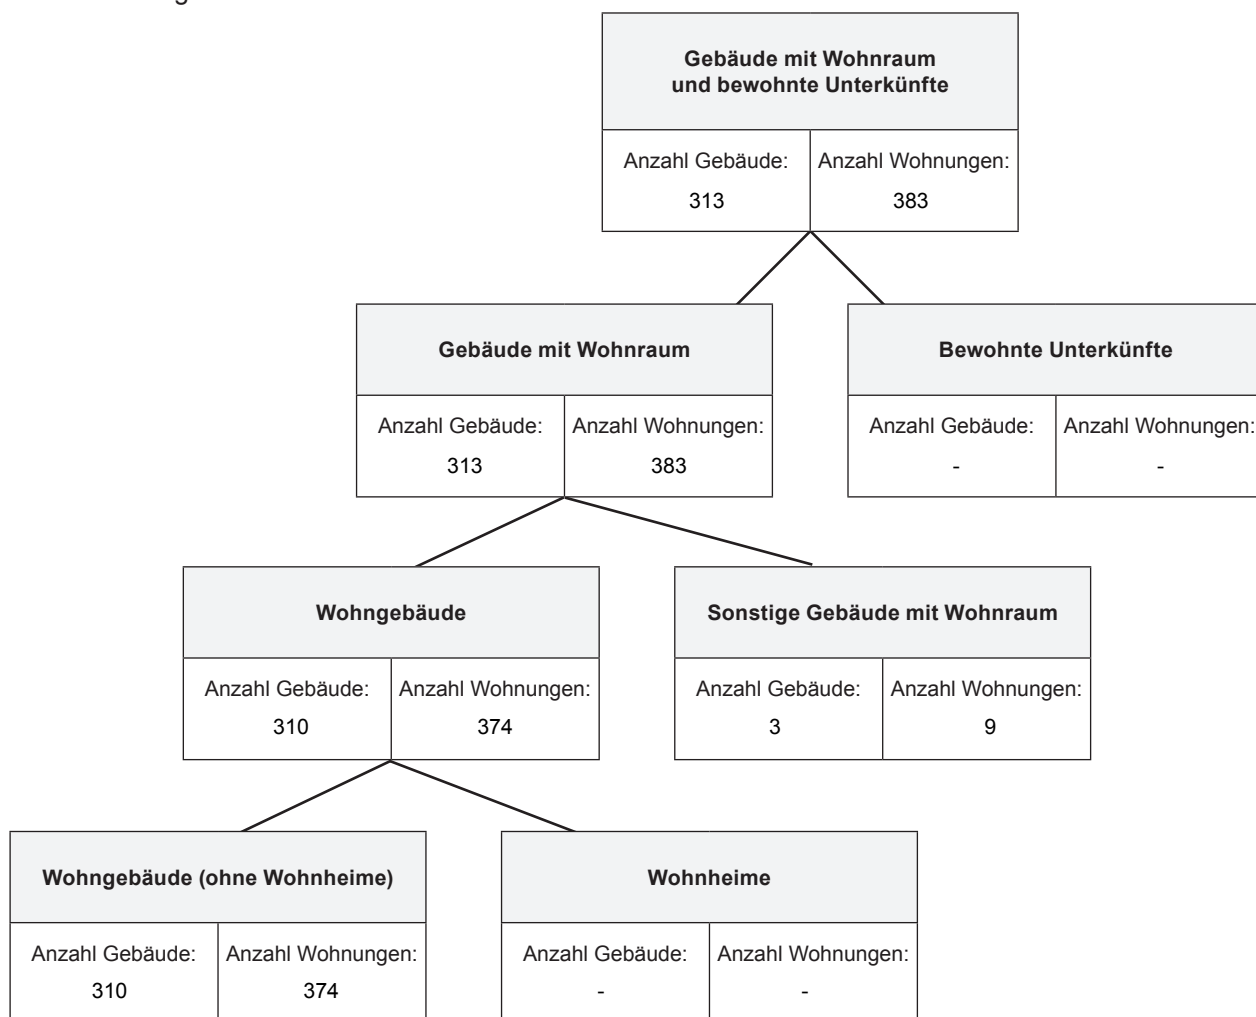 Gebäude mit Wohnraum
und bewohnte Unterkünfte
Anzahl Gebäude: Anzahl Wohnungen:
313 383
Gebäude mit Wohnraum Bewohnte Unterkünfte
Anzahl Gebäude: Anzahl Wohnungen: Anzahl Gebäude: Anzahl Wohnungen:
313 383 - -
Wohngebäude Sonstige Gebäude mit Wohnraum
Anzahl Gebäude: Anzahl Wohnungen: Anzahl Gebäude: Anzahl Wohnungen:
310 374 3 9
Wohngebäude (ohne Wohnheime) Wohnheime
Anzahl Gebäude: Anzahl Wohnungen: Anzahl Gebäude: Anzahl Wohnungen:
310 374 - -